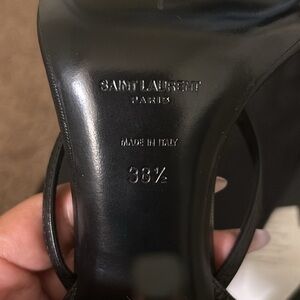 SAINT LAURENT
PARIS
MADE IN ITALY
38½